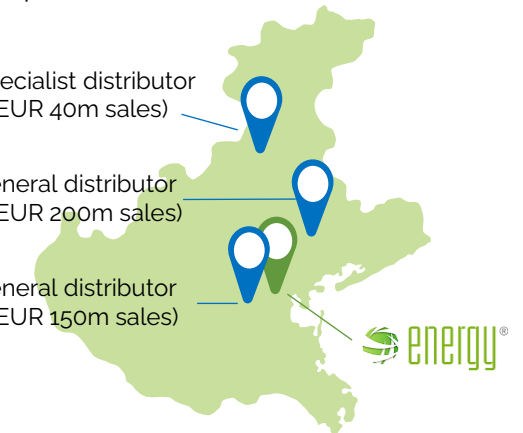 ecialist distributor
EUR 40m sales)
eneral distributor
EUR 200m sales)
eneral distributor
EUR 150m sales)
energy®